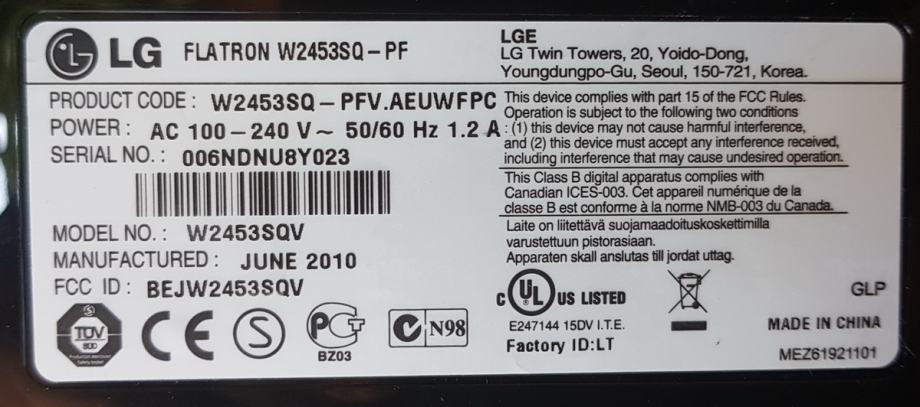 LG FLATRON W2453SQ-PF
LGE
LG Twin Towers, 20, Yoido-Dong,
Youngdungpo-Gu, Seoul, 150-721, Korea.
PRODUCT CODE : W2453SQ-PFV.AEUWFPC
POWER : AC 100-240 V~ 50/60 Hz 1.2 A
SERIAL NO. : 006NDNU8Y023
MODEL NO. : W2453SQV
MANUFACTURED : JUNE 2010
FCC ID : BEJW2453SQV
This device complies with part 15 of the FCC Rules.
Operation is subject to the following two conditions
: (1) this device may not cause harmful interference,
and (2) this device must accept any interference received,
including interference that may cause undesired operation.
This Class B digital apparatus complies with
Canadian ICES-003. Cet appareil numérique de la
classe B est conforme à la norme NMB-003 du Canada.
Laite on liitettävä suojamaadoituskoskettimilla
varustettuun pistorasiaan.
Apparaten skall anslutas till jordat uttag.
TUV
CE
S
PCT
BZ03
N98
C UL US LISTED
E247144 15DV I.T.E.
Factory ID:LT
GLP
MADE IN CHINA
MEZ61921101